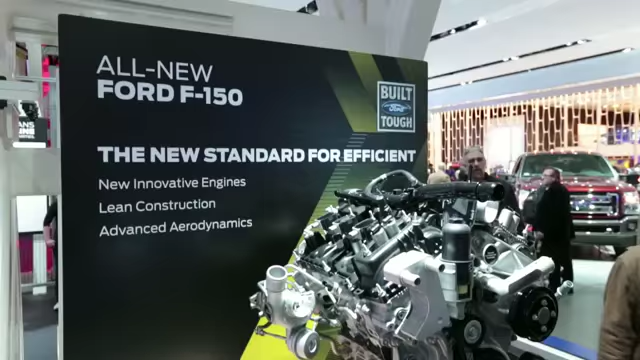 ALL-NEW
FORD F-150
BUILT
Ford
TOUGH
THE NEW STANDARD FOR EFFICIENT
New Innovative Engines
Lean Construction
Advanced Aerodynamics